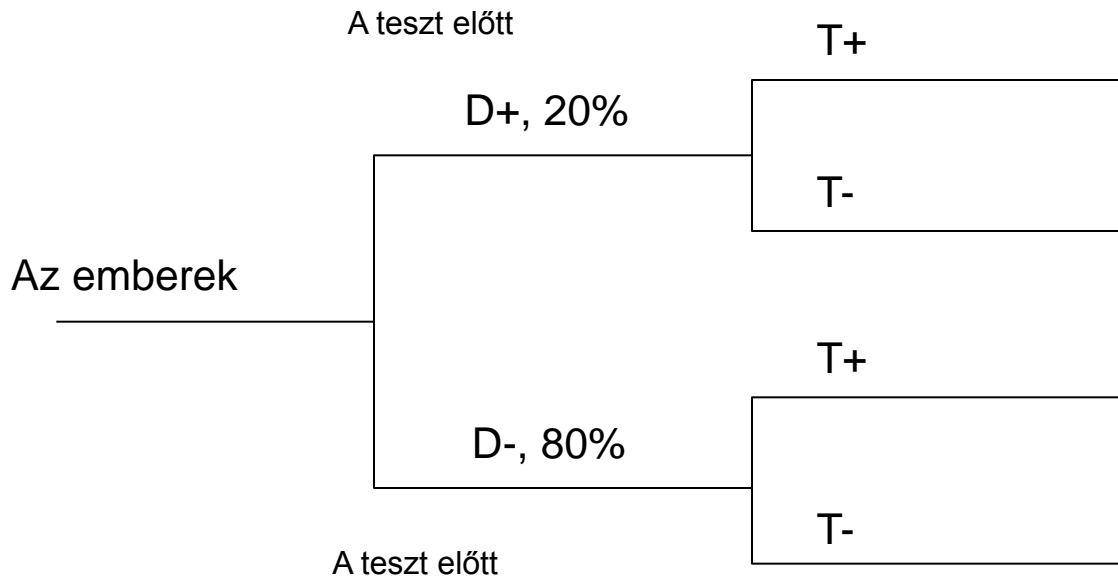 A teszt előtt
T+
D+, 20%
T-
Az emberek
T+
D-, 80%
T-
A teszt előtt